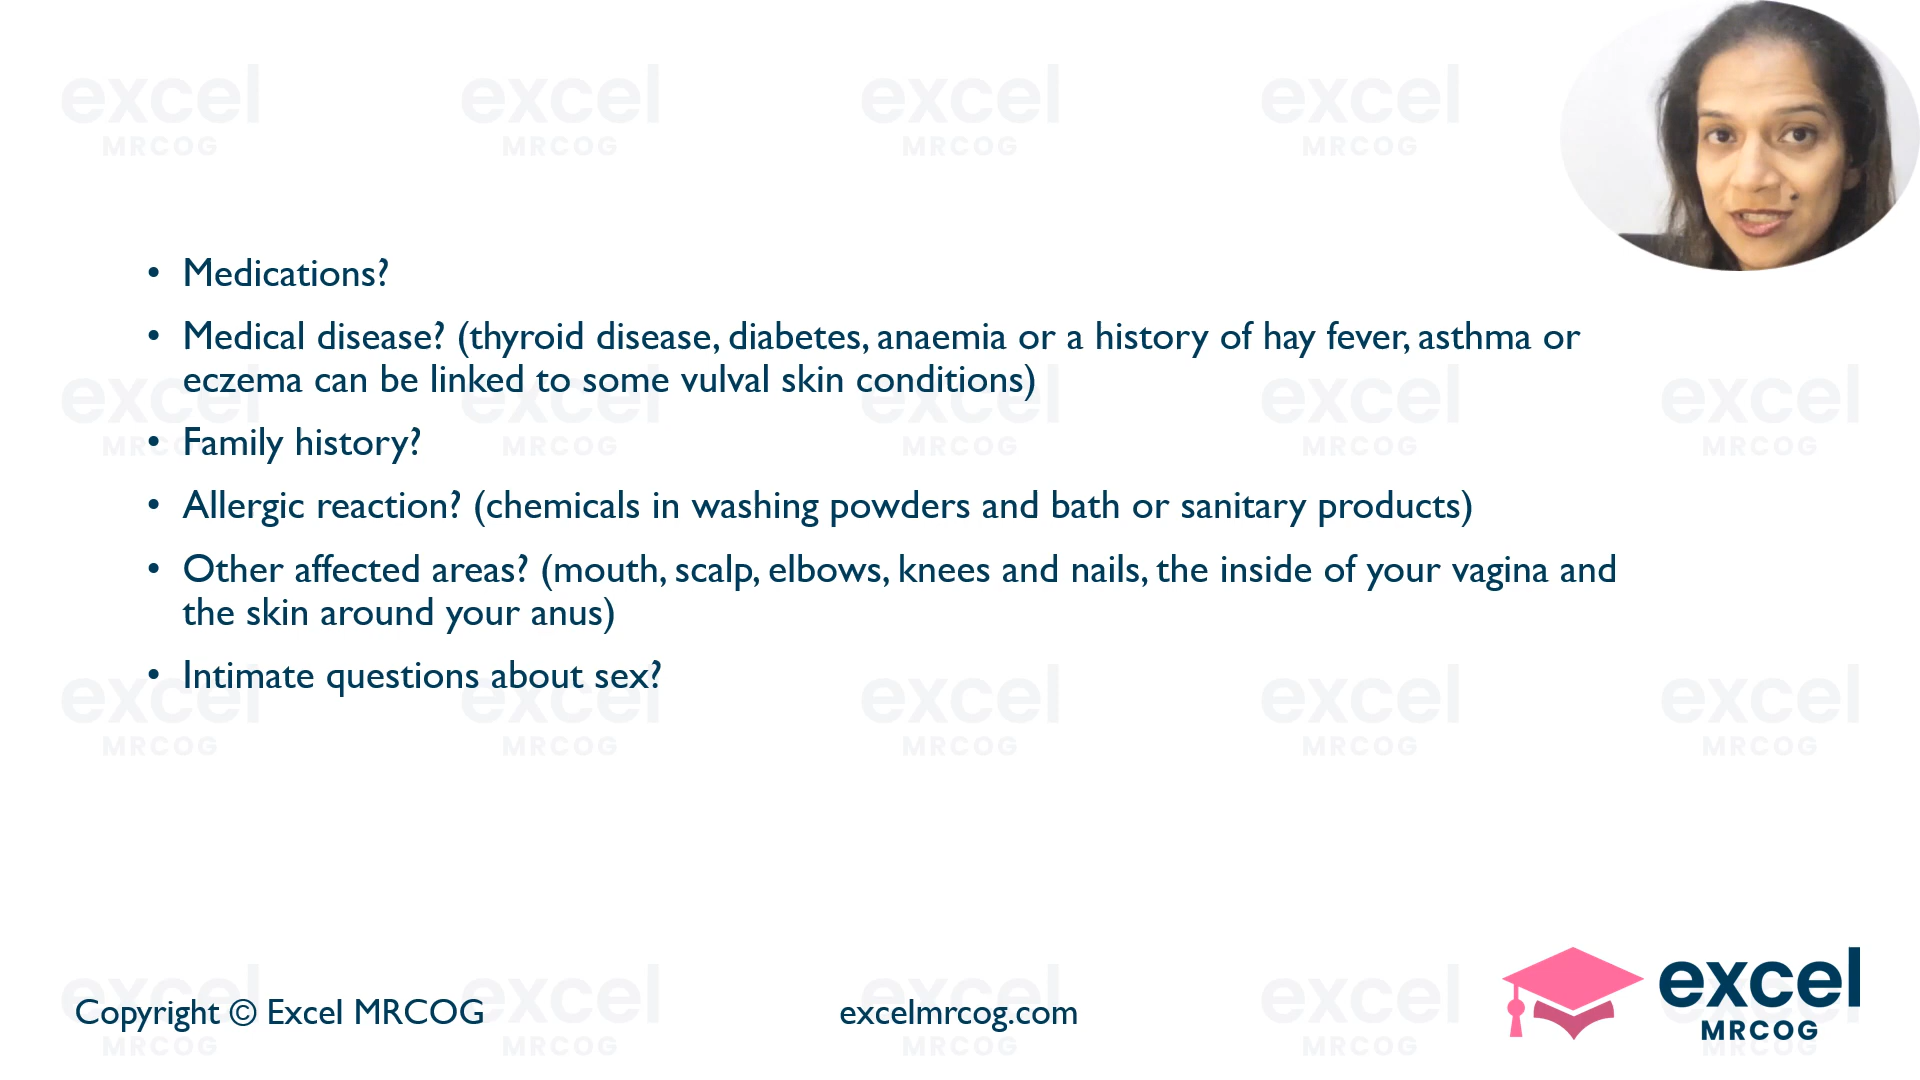 • Medications?
• Medical disease? (thyroid disease, diabetes, anaemia or a history of hay fever, asthma or
eczema can be linked to some vulval skin conditions)
• Family history?
• Allergic reaction? (chemicals in washing powders and bath or sanitary products)
• Other affected areas? (mouth, scalp, elbows, knees and nails, the inside of your vagina and
the skin around your anus)
• Intimate questions about sex?
Copyright © Excel MRCOG
excelmrcog.com
excel
MRCOG